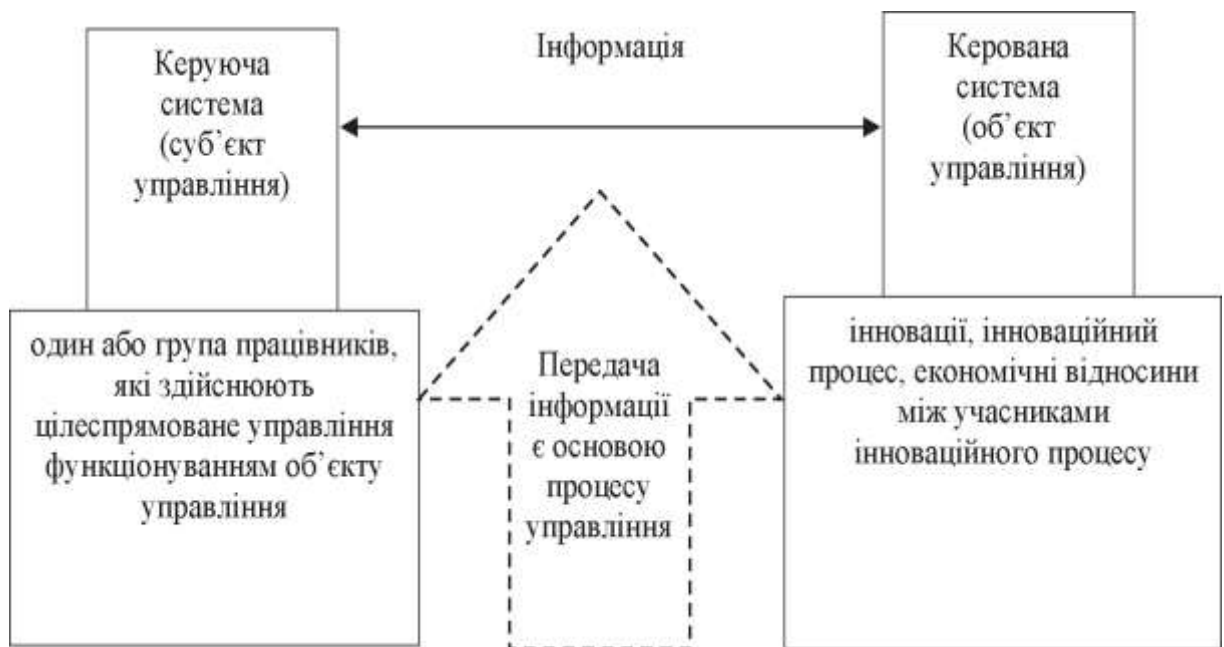 Керуюча
система
(суб’єкт
управління)
Інформація
Керована
система
(об’єкт
управління)
один або група працівників,
які здійснюють
цілеспрямоване управління
функціонуванням об’єкту
управління
Передача
інформації
є основою
процесу
управління
інновації, інноваційний
процес, економічні відносини
між учасниками
інноваційного процесу